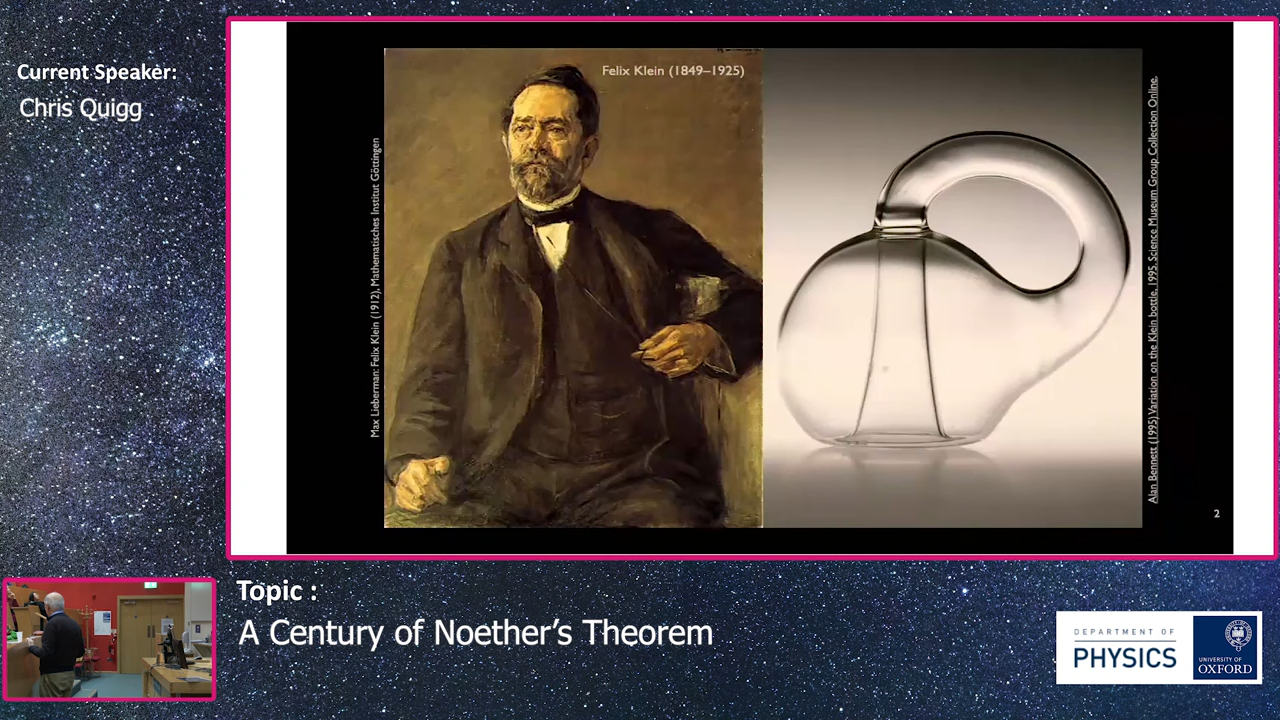 Current Speaker:
Chris Quigg
Felix Klein (1849–1925)
Max Lieberman: Felix Klein (1912), Mathematisches Institut Göttingen
Alan Bennett (1995) Variation on the Klein bottle. 1995. Science Museum Group Collection Online.
2
Topic :
A Century of Noether’s Theorem
DEPARTMENT OF
PHYSICS
UNIVERSITY OF
OXFORD